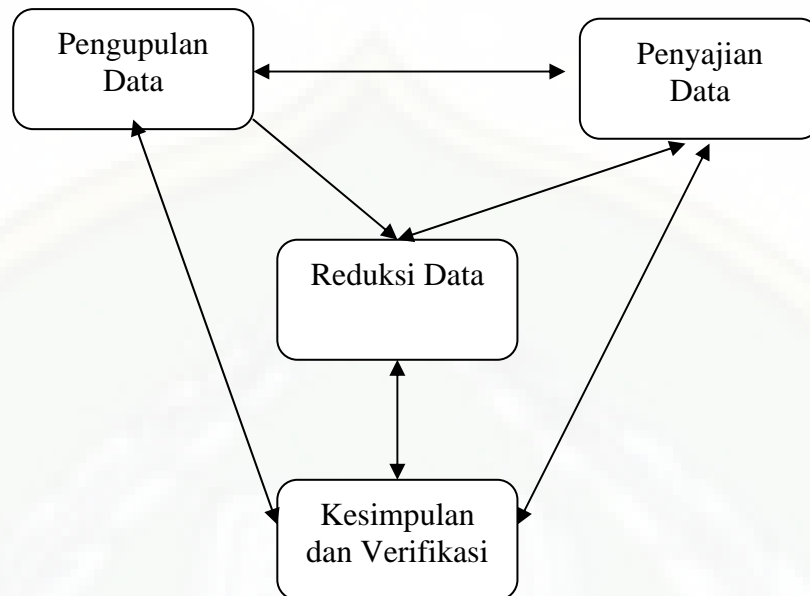 Pengupulan
Data
Penyajian
Data
Reduksi Data
Kesimpulan
dan Verifikasi